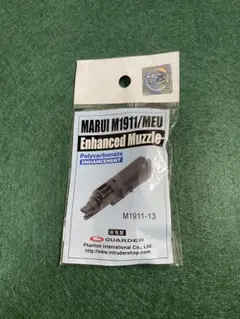 MARUI M1911/MEU
Enhanced Muzzle
Polycarbonate
ENHANCEMENT
M1911-13
GUARDER
Phantom International Co., Ltd.
http://www.intrudershop.com